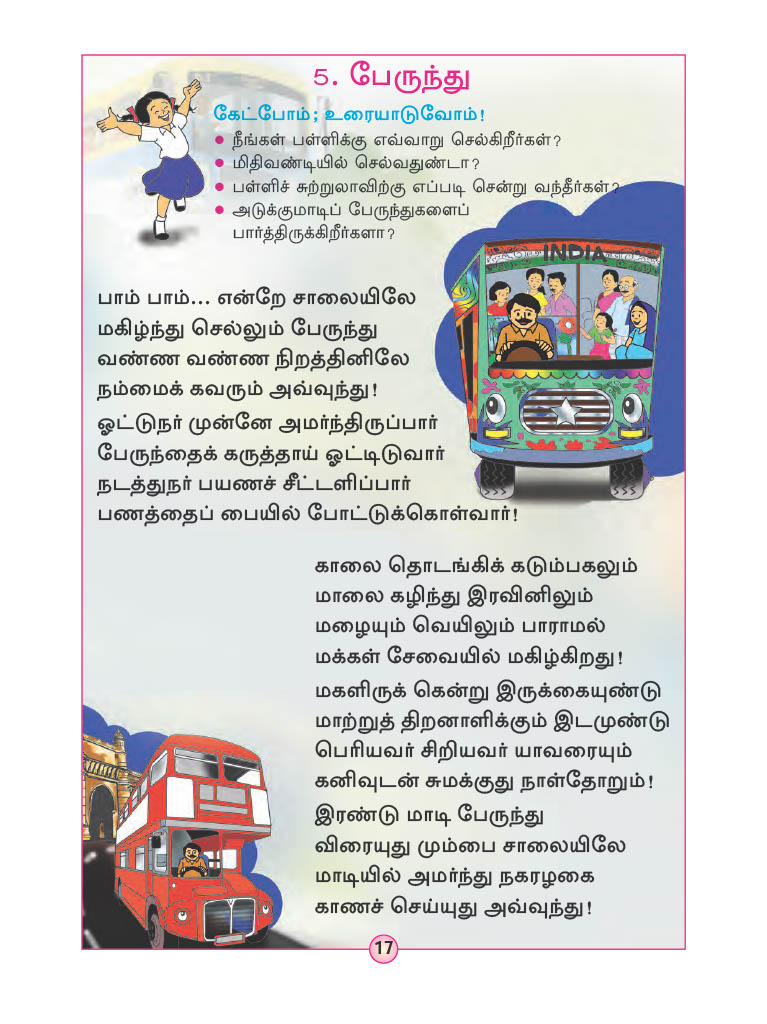 5. பேருந்து
கேட்போம்; உரையாடுவோம்!
• நீங்கள் பள்ளிக்கு எவ்வாறு செல்கிறீர்கள்?
• மிதிவண்டியில் செல்வதுண்டா?
• பள்ளிச் சுற்றுலாவிற்கு எப்படி சென்று வந்தீர்கள்?
• அடுக்குமாடிப் பேருந்துகளைப்
பார்த்திருக்கிறீர்களா?
INDIA
பாம் பாம்... என்றே சாலையிலே
மகிழ்ந்து செல்லும் பேருந்து
வண்ண வண்ண நிறத்தினிலே
நம்மைக் கவரும் அவ்வுந்து!
ஓட்டுநர் முன்னே அமர்ந்திருப்பார்
பேருந்தைக் கருத்தாய் ஓட்டிடுவார்
நடத்துநர் பயணச் சீட்டளிப்பார்
பணத்தைப் பையில் போட்டுக்கொள்வார்!
காலை தொடங்கிக் கடும்பகலும்
மாலை கழிந்து இரவினிலும்
மழையும் வெயிலும் பாராமல்
மக்கள் சேவையில் மகிழ்கிறது!
மகளிருக் கென்று இருக்கையுண்டு
மாற்றுத் திறனாளிக்கும் இடமுண்டு
பெரியவர் சிறியவர் யாவரையும்
கனிவுடன் சுமக்குது நாள்தோறும்!
இரண்டு மாடி பேருந்து
விரையுது மும்பை சாலையிலே
மாடியில் அமர்ந்து நகரழகை
காணச் செய்யுது அவ்வுந்து!
17